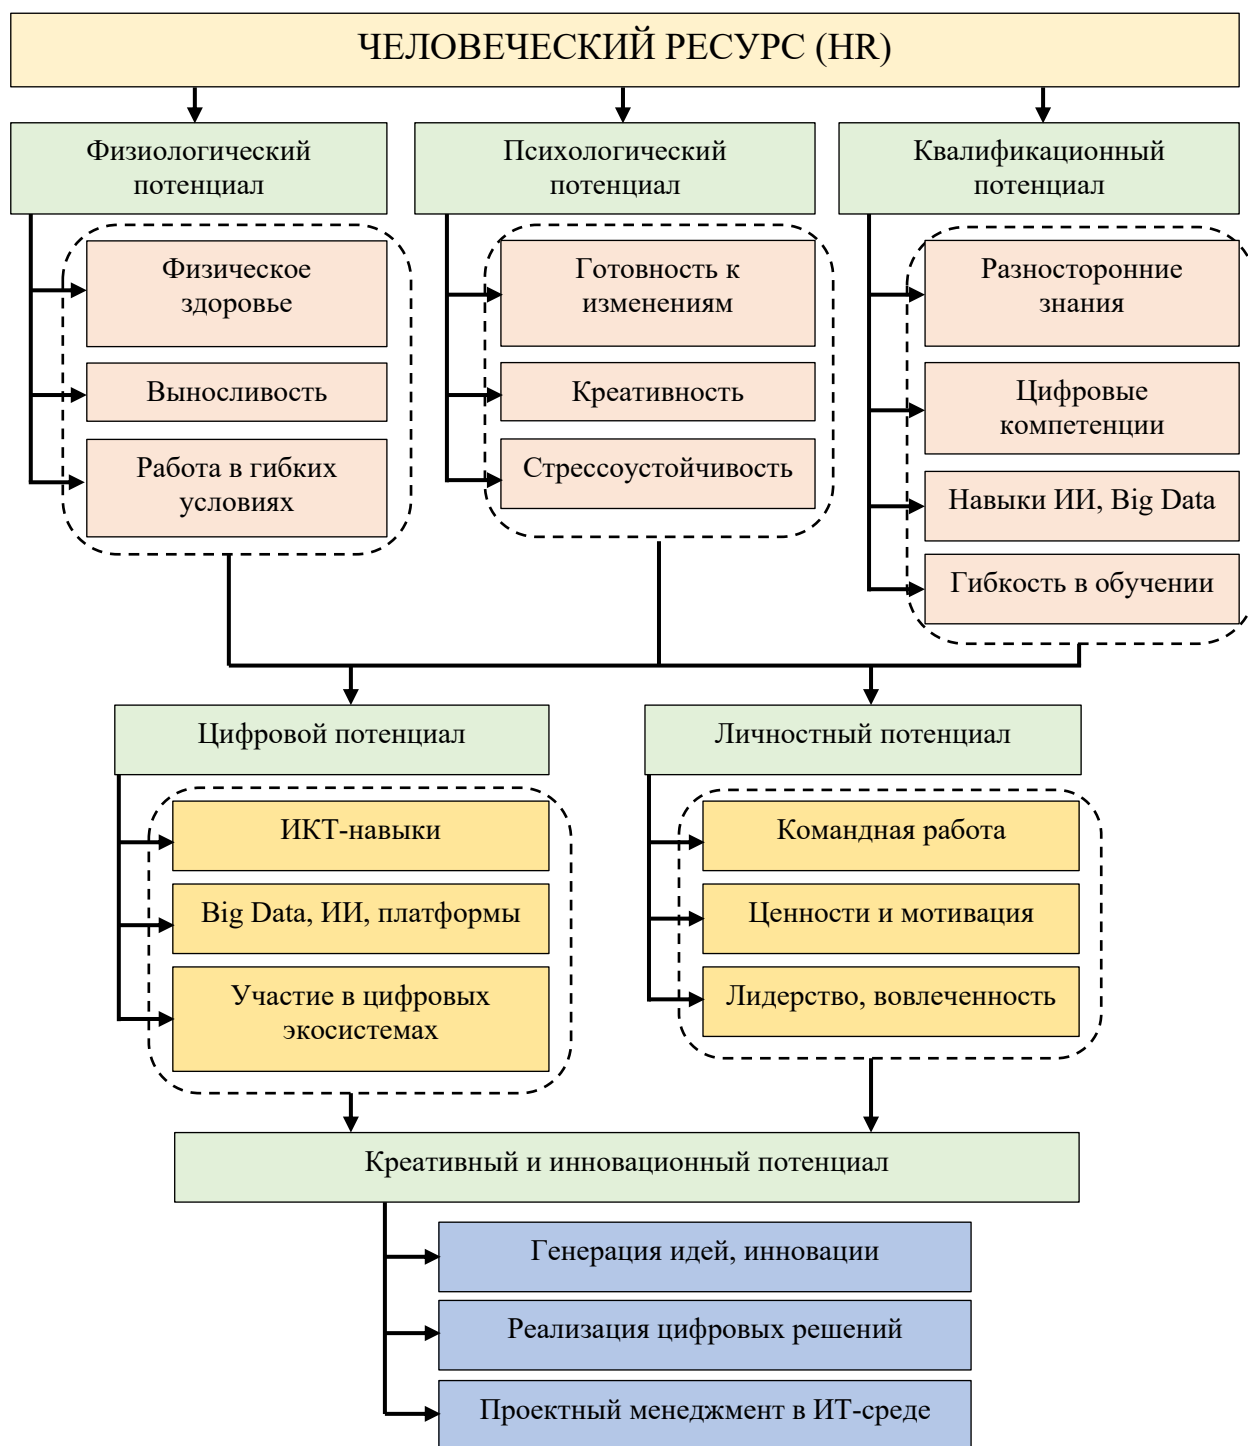 ЧЕЛОВЕЧЕСКИЙ РЕСУРС (HR)
Физиологический
потенциал
Физическое
здоровье
Выносливость
Работа в гибких
условиях
Психологический
потенциал
Готовность к
изменениям
Креативность
Стрессоустойчивость
Квалификационный
потенциал
Разносторонние
знания
Цифровые
компетенции
Навыки ИИ, Big Data
Гибкость в обучении
Цифровой потенциал
ИКТ-навыки
Big Data, ИИ, платформы
Участие в цифровых
экосистемах
Личностный потенциал
Командная работа
Ценности и мотивация
Лидерство, вовлеченность
Креативный и инновационный потенциал
Генерация идей, инновации
Реализация цифровых решений
Проектный менеджмент в ИТ-среде